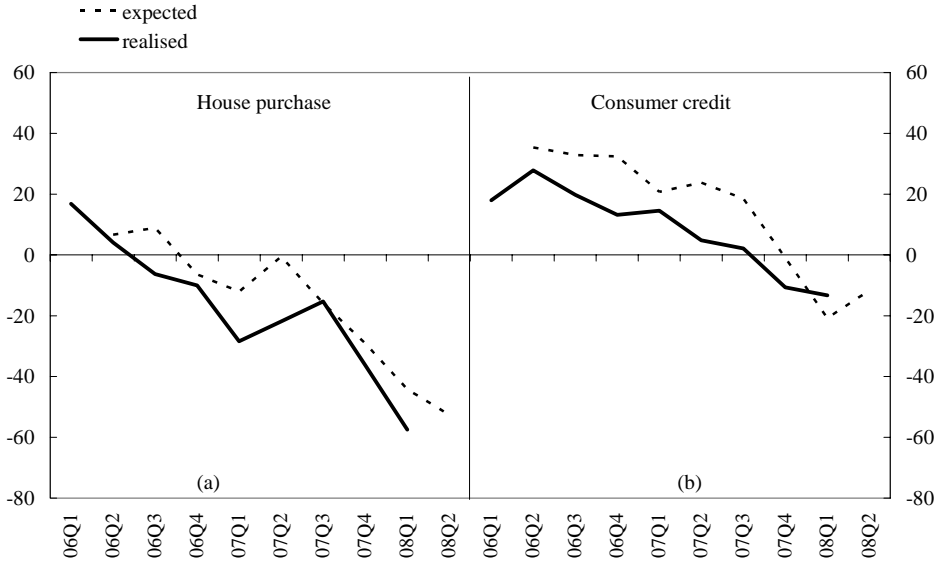 expected
realised
60 60
House purchase Consumer credit
40 40
20 20
0 0
-20 -20
-40 -40
-60 -60
(a) (b)
-80 -80
06Q1 06Q2 06Q3 06Q4 07Q1 07Q2 07Q3 07Q4 08Q1 08Q2 06Q1 06Q2 06Q3 06Q4 07Q1 07Q2 07Q3 07Q4 08Q1 08Q2